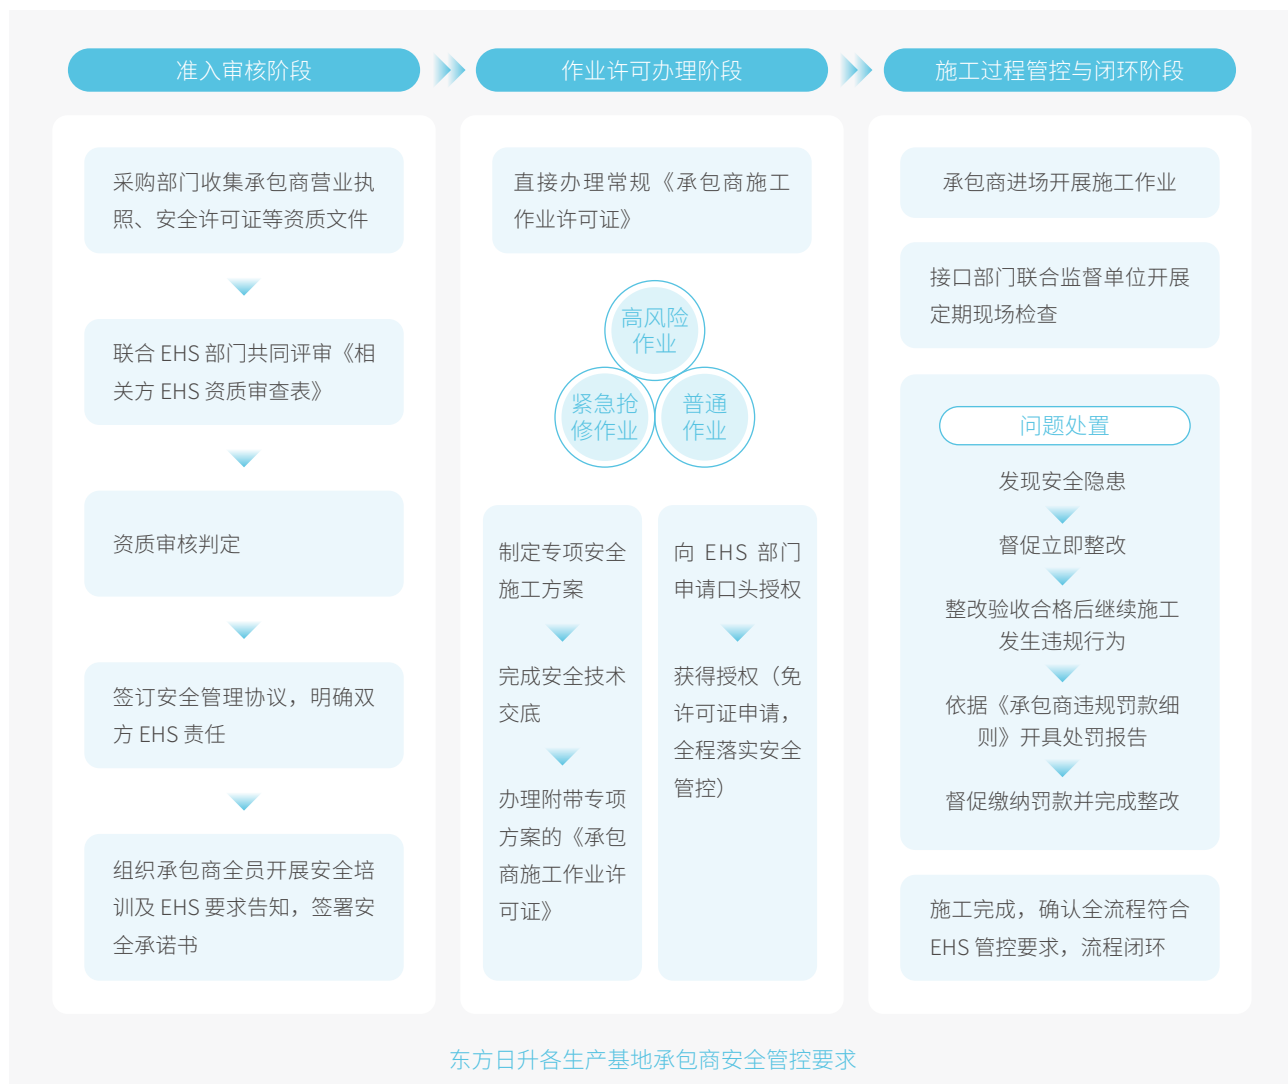 准入审核阶段
采购部门收集承包商营业执
照、安全许可证等资质文件
联合 EHS 部门共同评审《相
关方 EHS 资质审查表》
资质审核判定
签订安全管理协议，明确双
方 EHS 责任
组织承包商全员开展安全培
训及 EHS 要求告知，签署安
全承诺书
作业许可办理阶段
直接办理常规《承包商施工
作业许可证》
高风险
作业
紧急抢
修作业
普通
作业
制定专项安全
施工方案
完成安全技术
交底
办理附带专项
方案的《承包
商施工作业许
可证》
向 EHS 部门
申请口头授权
获得授权（免
许可证申请，
全程落实安全
管控）
施工过程管控与闭环阶段
承包商进场开展施工作业
接口部门联合监督单位开展
定期现场检查
问题处置
发现安全隐患
督促立即整改
整改验收合格后继续施工
发生违规行为
依据《承包商违规罚款细
则》开具处罚报告
督促缴纳罚款并完成整改
施工完成，确认全流程符合
EHS 管控要求，流程闭环
东方日升各生产基地承包商安全管控要求